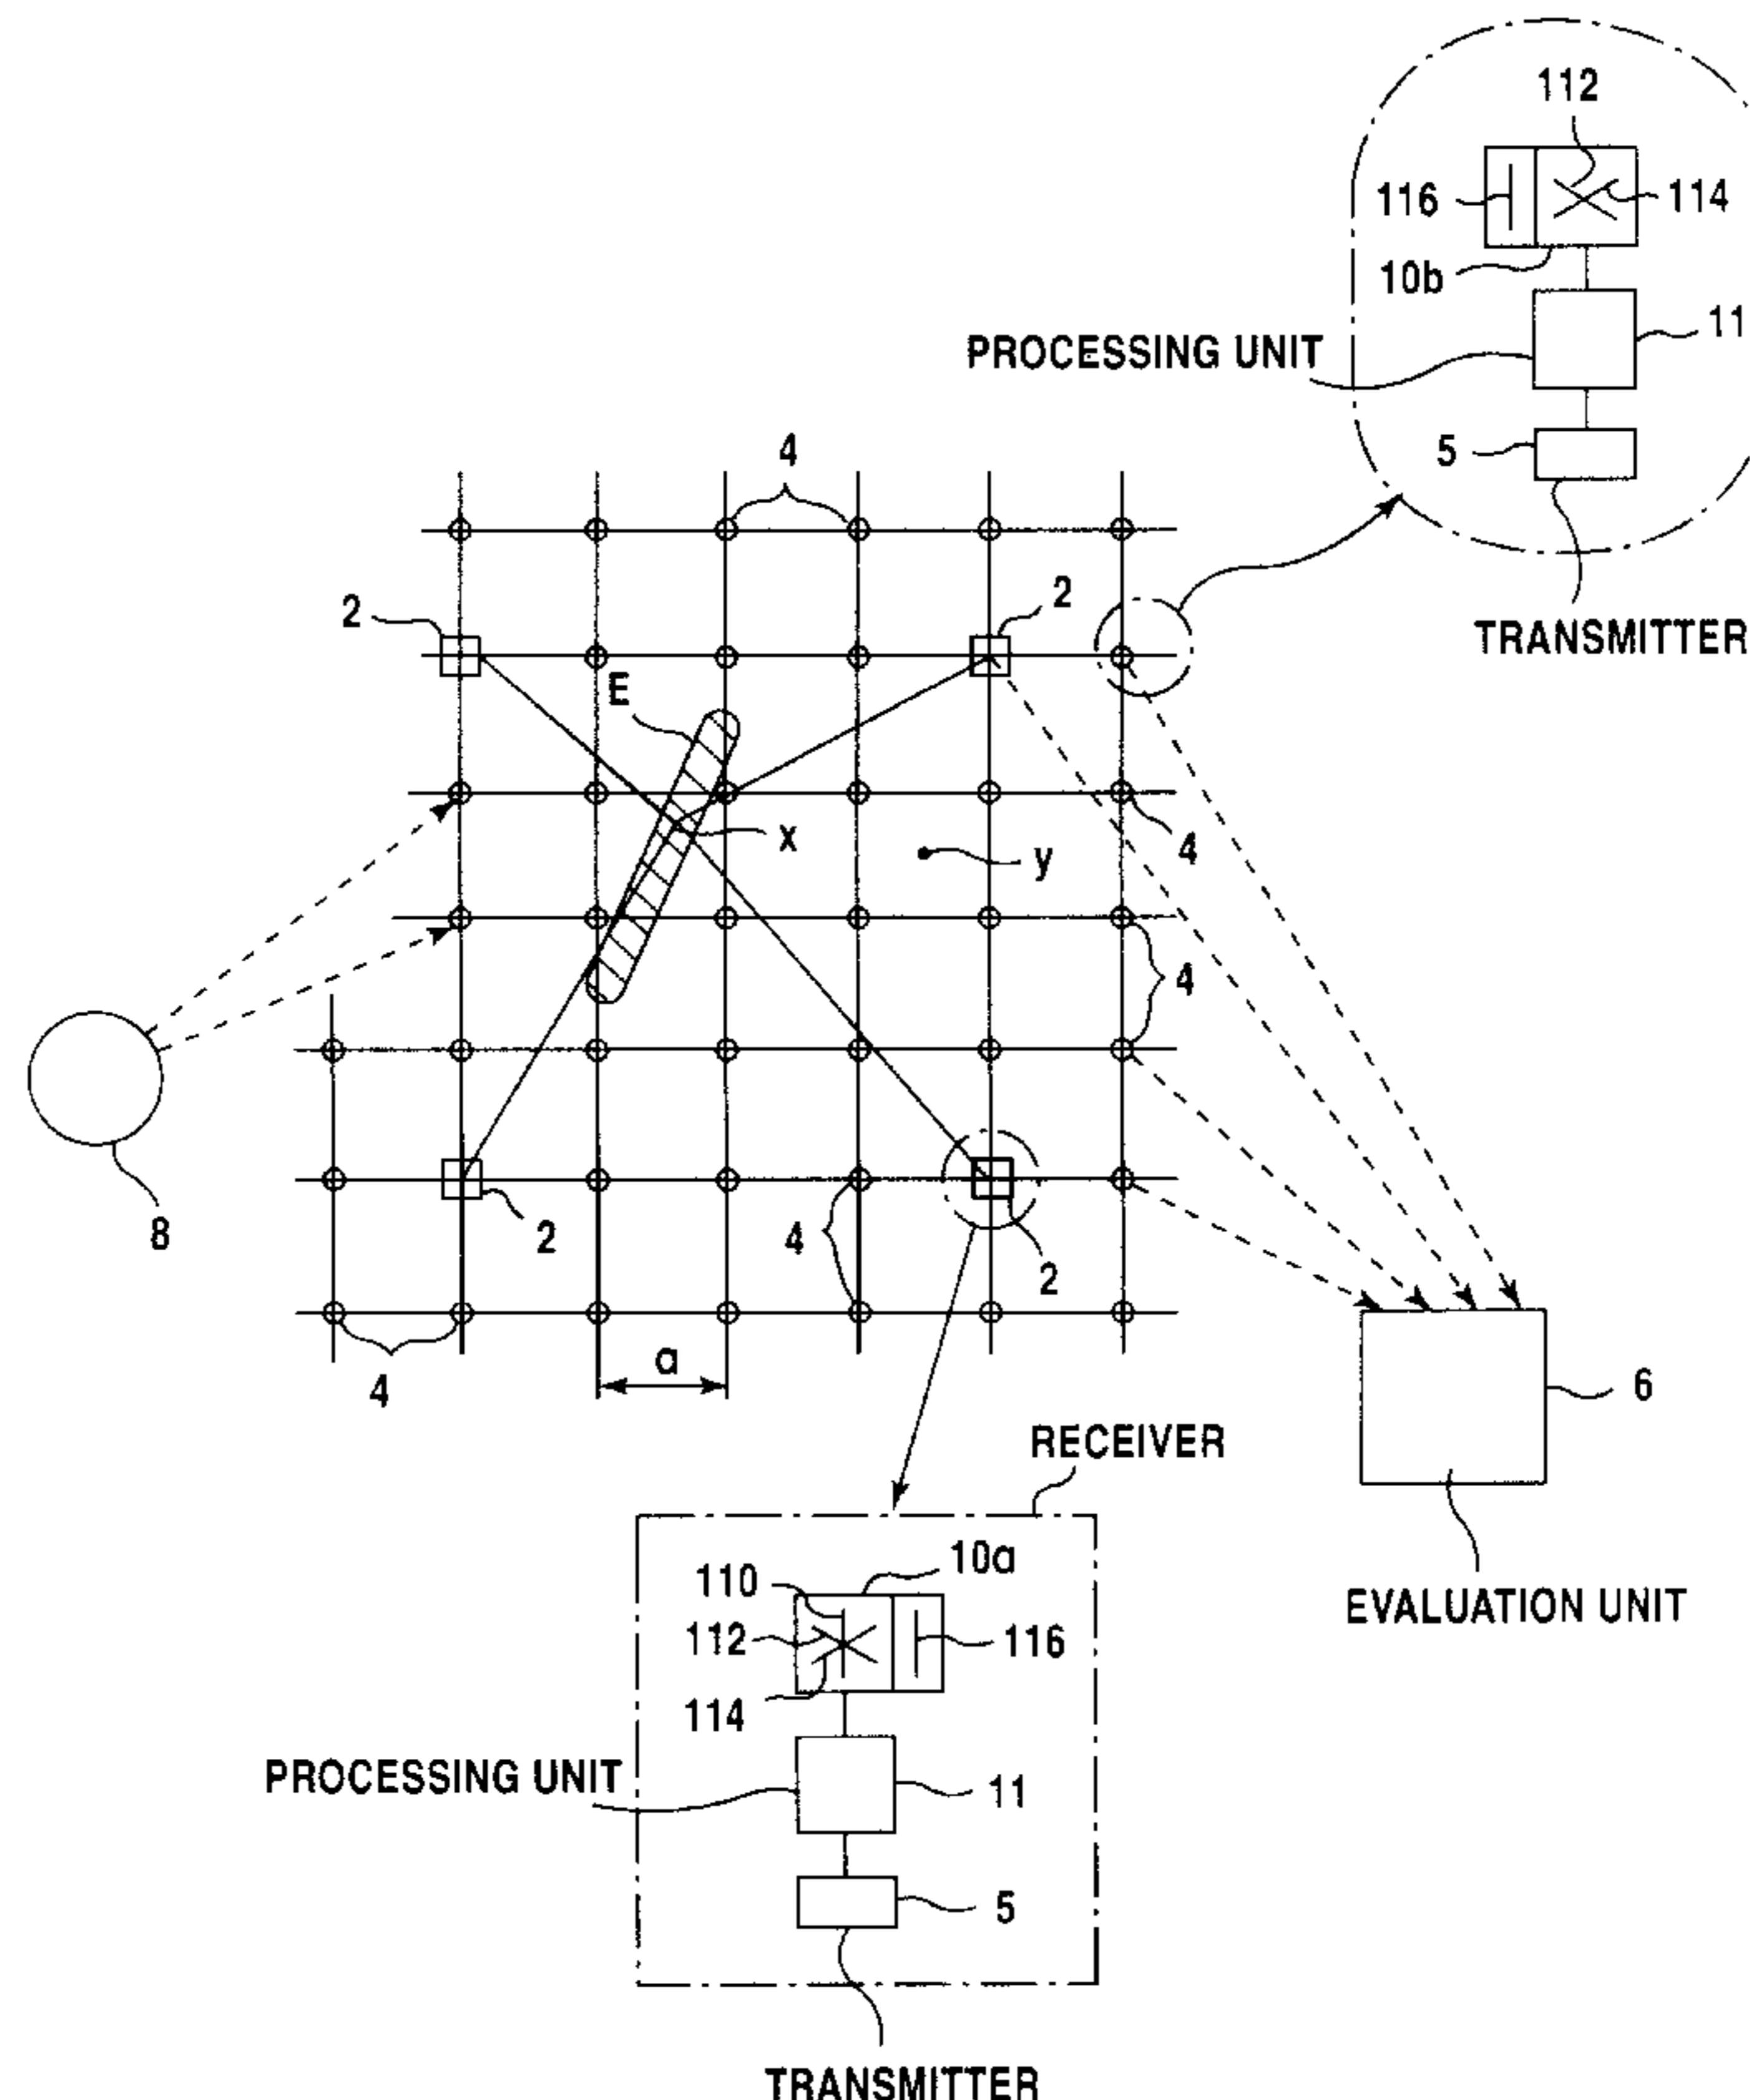 112
116
114
10b
11
PROCESSING UNIT
5
4
TRANSMITTER
2
2
E
x
4
y
4
8
2
4
2
a
4
6
RECEIVER
EVALUATION UNIT
10a
110
112
116
114
PROCESSING UNIT
11
5
TRANSMITTER